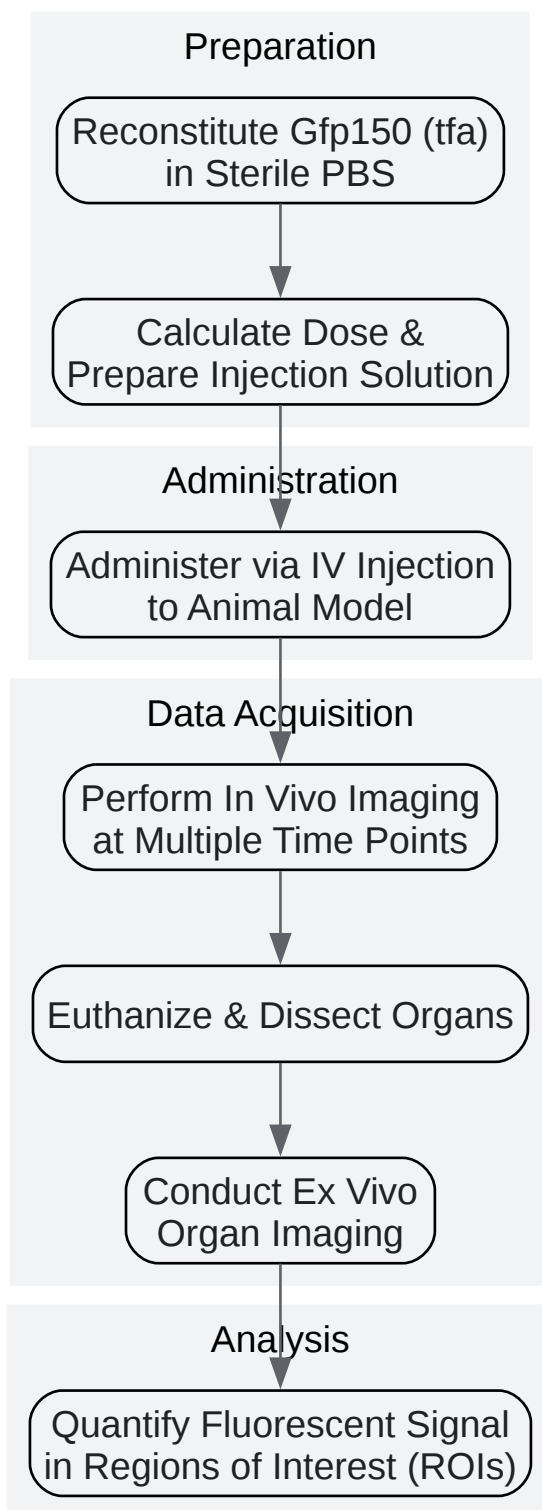 Preparation
Reconstitute Gfp150 (tfa)
in Sterile PBS
Calculate Dose &
Prepare Injection Solution
Administration
Administer via IV Injection
to Animal Model
Data Acquisition
Perform In Vivo Imaging
at Multiple Time Points
Euthanize & Dissect Organs
Conduct Ex Vivo
Organ Imaging
Analysis
Quantify Fluorescent Signal
in Regions of Interest (ROIs)